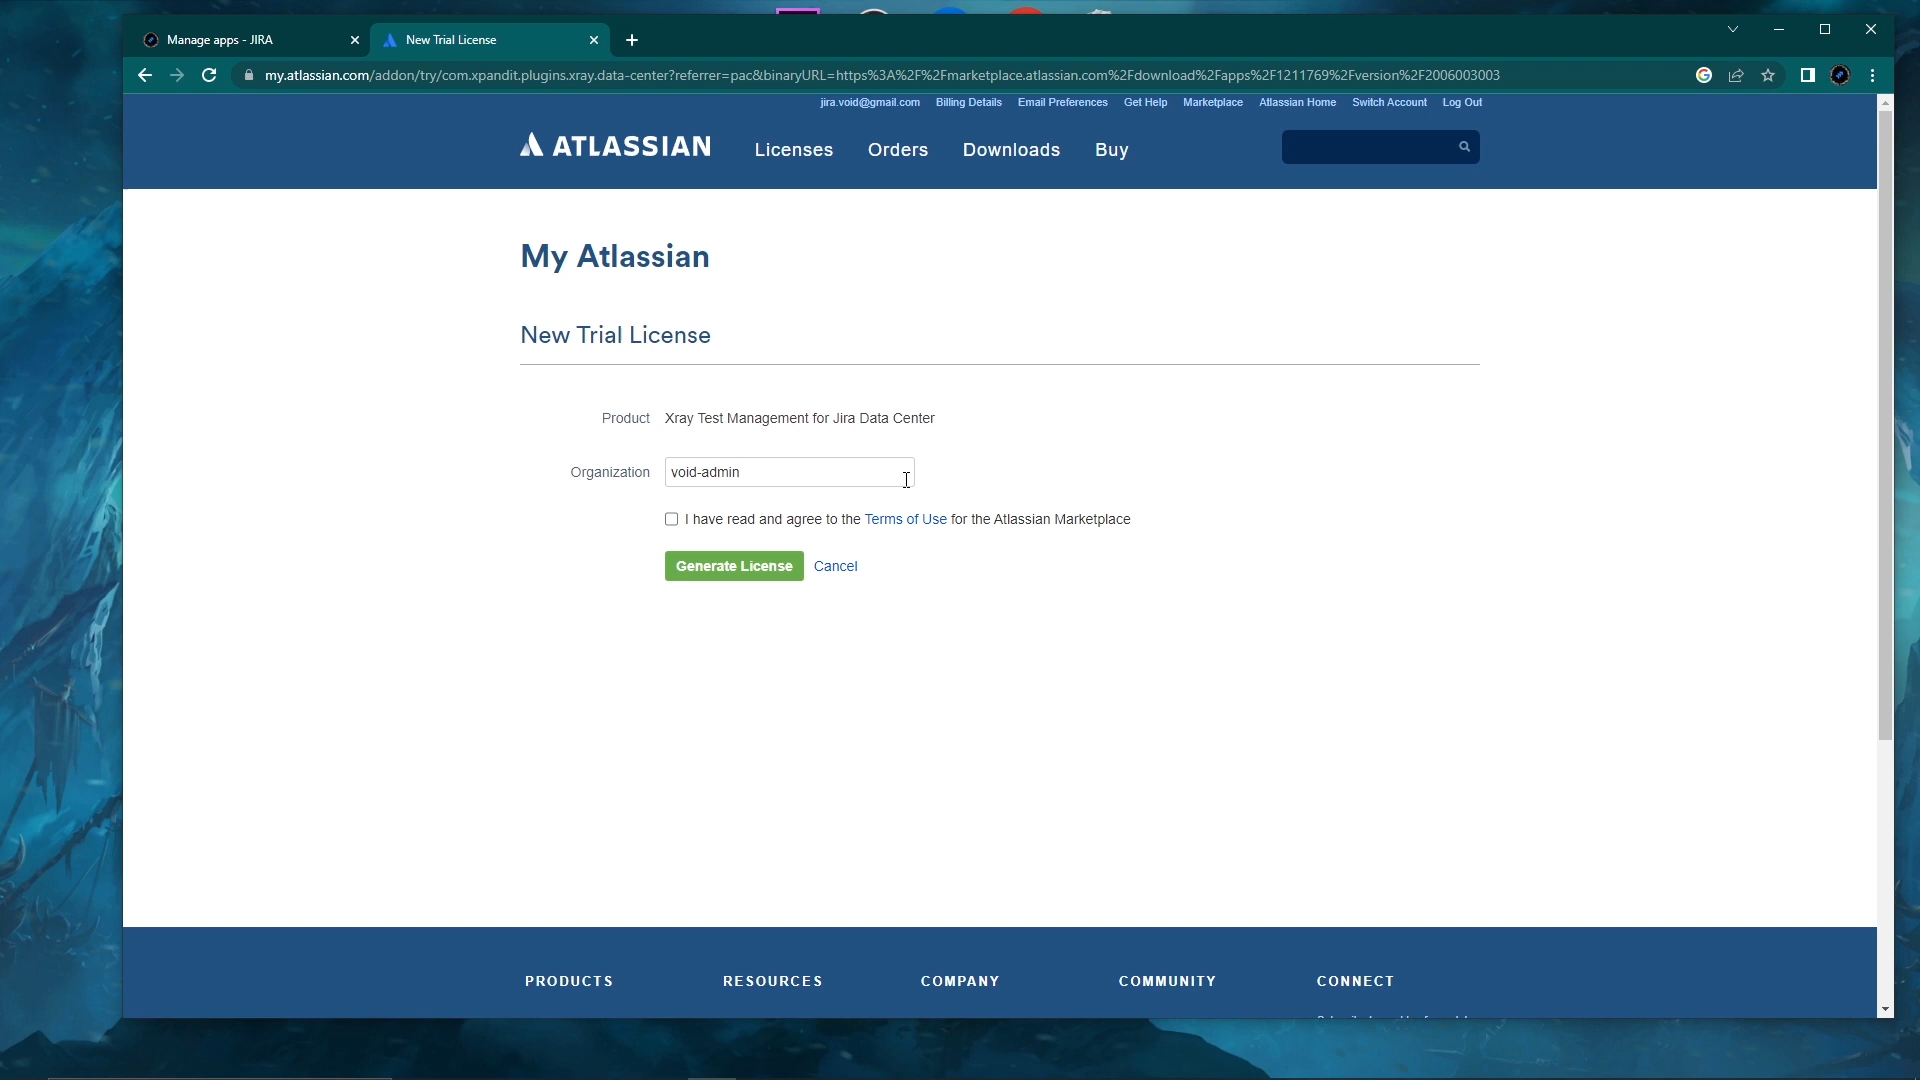 Manage apps - JIRA
New Trial License
my.atlassian.com/addon/try/com.xpandit.plugins.xray.data-center?referrer=pac&binaryURL=https%3A%2F%2Fmarketplace.atlassian.com%2Fdownload%2Fapps%2F1211769%2Fversion%2F2006003003
jira.void@gmail.com Billing Details Email Preferences Get Help Marketplace Atlassian Home Switch Account Log Out
ATLASSIAN Licenses Orders Downloads Buy
My Atlassian
New Trial License
Product Xray Test Management for Jira Data Center
Organization void-admin
I have read and agree to the Terms of Use for the Atlassian Marketplace
Generate License Cancel
PRODUCTS RESOURCES COMPANY COMMUNITY CONNECT